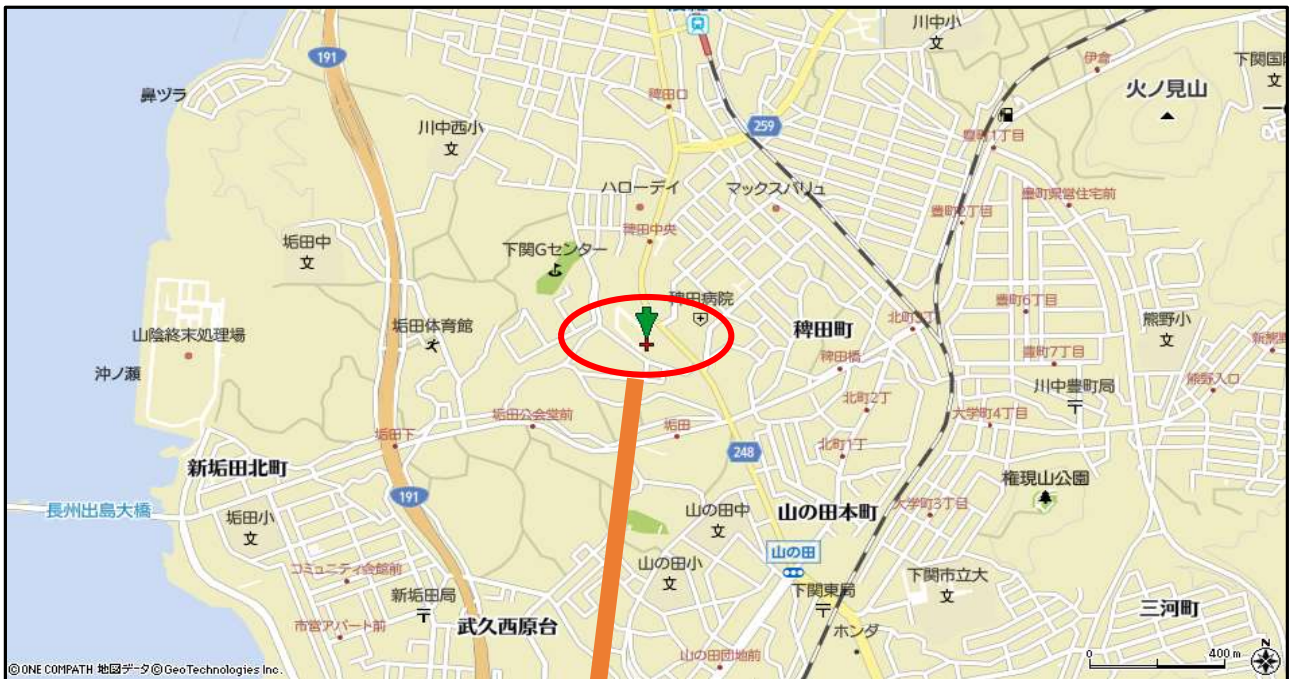 川中小
文
191
伊倉
下関国際
文
火ノ見山
鼻ヅラ
稗田口
川中西小
文
259
豊町1丁目
ハローデイ
マックスバリュ
豊町県営住宅前
豊町2丁目
稗田中央
垢田中
文
下関Gセンター
稗田病院
豊町6丁目
垢田体育館
稗田町
北町3丁
熊野小
文
山陰終末処理場
沖ノ瀬
稗田橋
豊町7丁目
川中豊町局
熊野入口
北町2丁
垢田公会堂前
垢田
大学町4丁目
垢田下
北町1丁
248
新垢田北町
権現山公園
191
長州出島大橋
垢田小
文
山の田中
文
山の田本町
大学町3丁目
山の田
コミュニティ会館前
山の田小
文
下関市立大
文
新垢田局
下関東局
三河町
市営アパート前
武久西原台
ホンダ
山の田団地前
N
0 400m
©ONE COMPATH 地図データ©GeoTechnologies Inc.